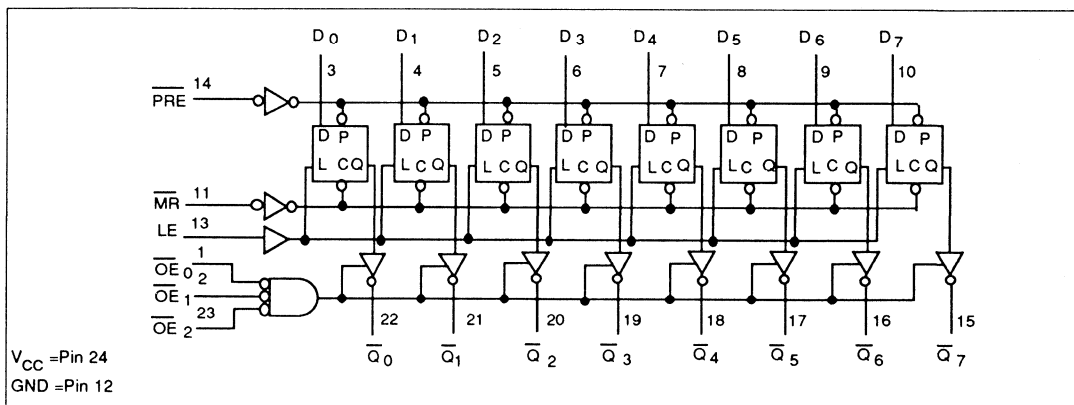 D0 D1 D2 D3 D4 D5 D6 D7
3 4 5 6 7 8 9 10
PRE 14
D P D P D P D P D P D P D P D P
L C Q L C Q L C Q L C Q L C Q L C Q L C Q L C Q
MR 11
LE 13
OE0 1
OE1 2
OE2 23
22 21 20 19 18 17 16 15
Q0 Q1 Q2 Q3 Q4 Q5 Q6 Q7
VCC =Pin 24
GND =Pin 12